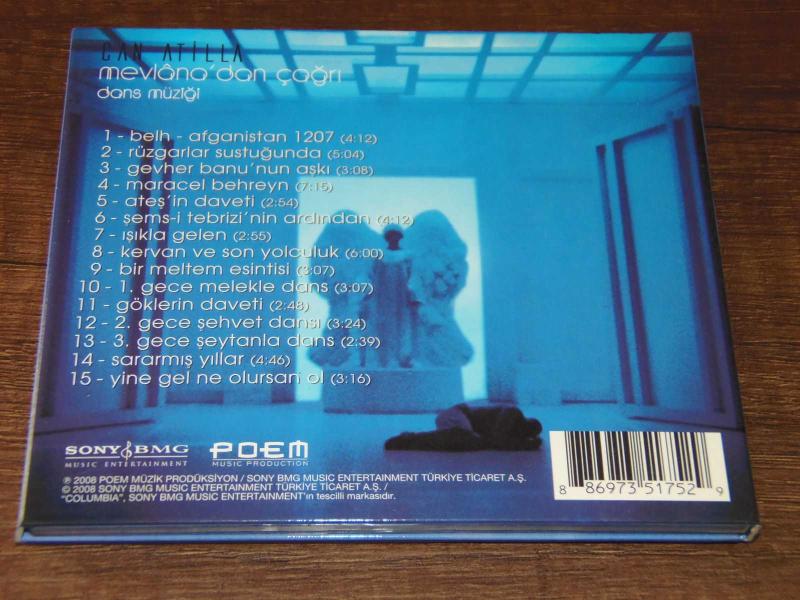 CAN ATİLLA
mevlâna'dan çağrı
dans müziği
1 - belh - afganistan 1207 (4:12)
2 - rüzgarlar sustuğunda (5:04)
3 - gevher banu'nun aşkı (3:08)
4 - maracel behreyn (7:15)
5 - ateş'in daveti (2:54)
6 - şems-i tebrizi'nin ardından (4:12)
7 - ışıkla gelen (2:55)
8 - kervan ve son yolculuk (6:00)
9 - bir meltem esintisi (3:07)
10 - 1. gece melekle dans (3:07)
11 - göklerin daveti (2:48)
12 - 2. gece şehvet dansı (3:24)
13 - 3. gece şeytanla dans (2:39)
14 - sararmış yıllar (4:46)
15 - yine gel ne olursan ol (3:16)
SONY BMG
MUSIC ENTERTAINMENT
POEM
MUSIC PRODUCTION
℗ 2008 POEM MÜZİK PRODÜKSİYON / SONY BMG MUSIC ENTERTAINMENT TÜRKİYE TİCARET A.Ş.
© 2008 SONY BMG MUSIC ENTERTAINMENT TÜRKİYE TİCARET A.Ş. /
"COLUMBIA", SONY BMG MUSIC ENTERTAINMENT'ın tescilli markasıdır.
8 86973 51752 9